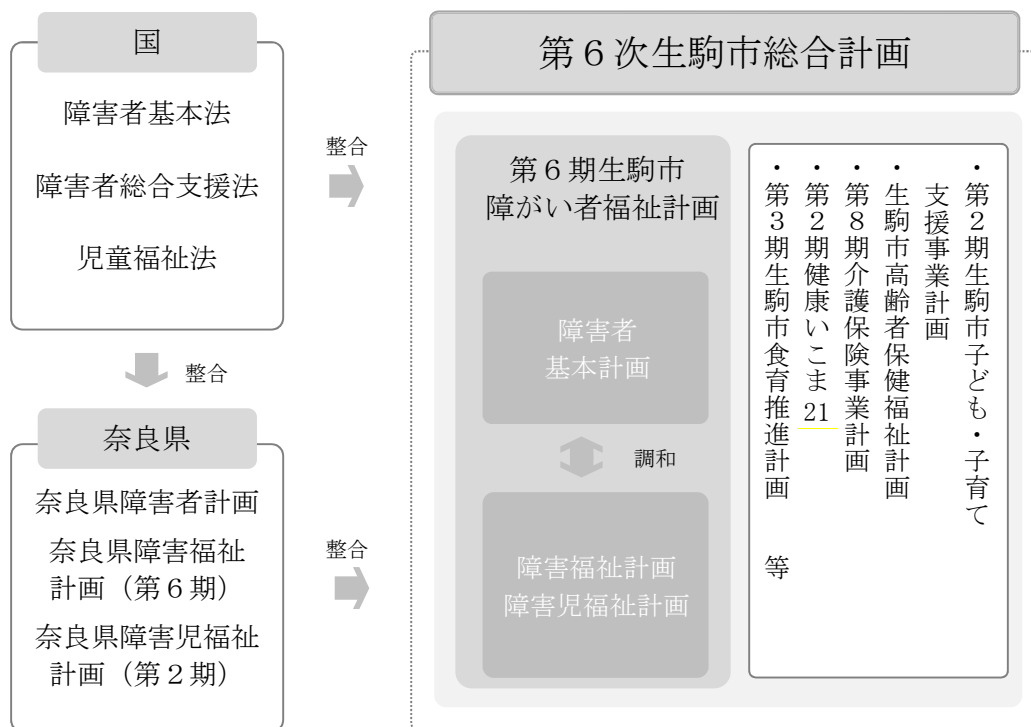 国
障害者基本法
障害者総合支援法
児童福祉法
整合
奈良県
奈良県障害者計画
奈良県障害福祉
計画（第６期）
奈良県障害児福祉
計画（第２期）
整合
整合
第６次生駒市総合計画
第６期生駒市
障がい者福祉計画
障害者
基本計画
調和
障害福祉計画
障害児福祉計画
・第２期生駒市子ども・子育て
支援事業計画
・生駒市高齢者保健福祉計画
・第８期介護保険事業計画
・第２期健康いこま21
・第３期生駒市食育推進計画　等